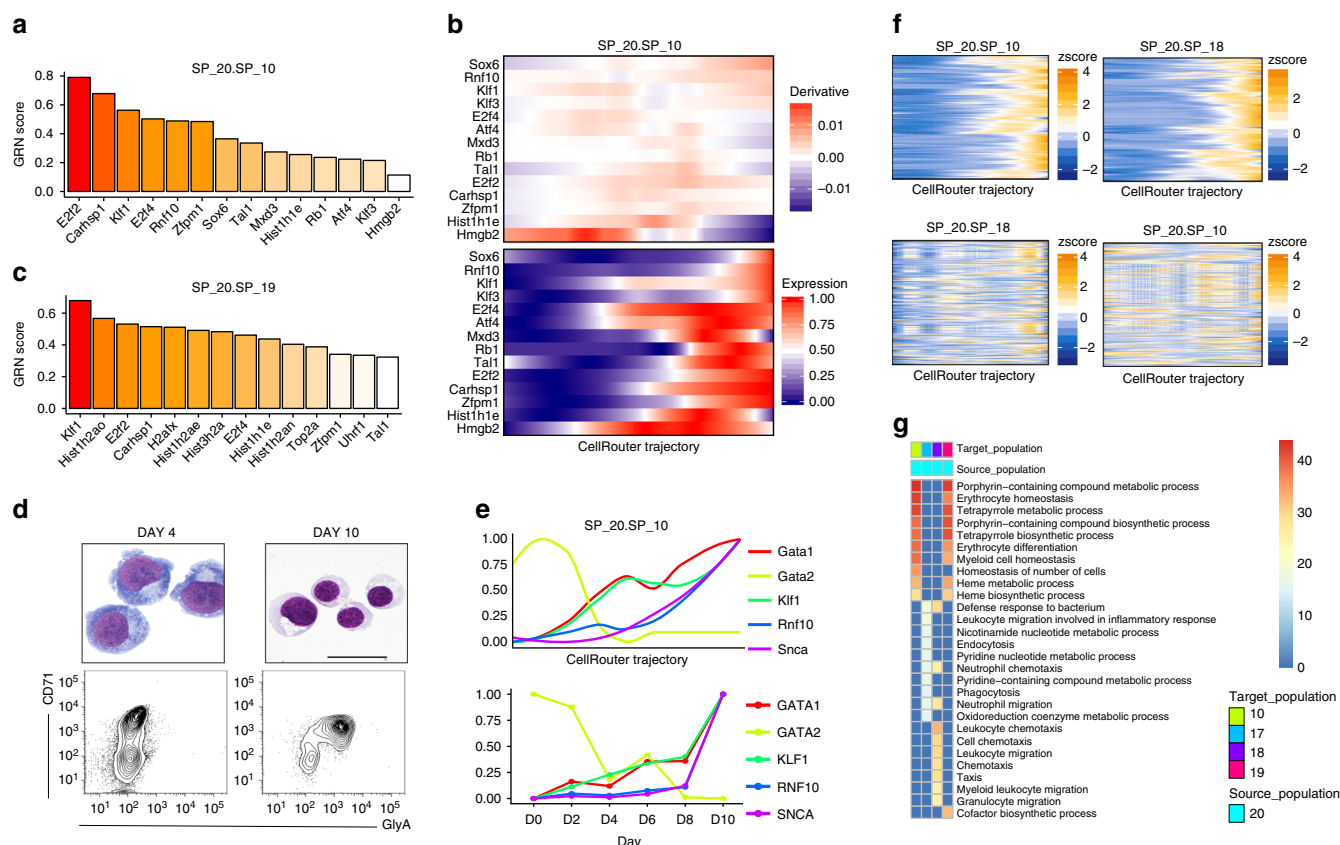 a
SP_20.SP_10
GRN score
0.8
0.6
0.4
0.2
0.0
E2f2
Carhsp1
Klf1
E2f4
Rnf10
Zfpm1
Sox6
Tal1
Mxd3
Hist1h1e
Rb1
Atf4
Klf3
Hmgb2
b
SP_20.SP_10
Sox6
Rnf10
Klf1
Klf3
E2f4
Atf4
Mxd3
Rb1
Tal1
E2f2
Carhsp1
Zfpm1
Hist1h1e
Hmgb2
Derivative
0.01
0.00
−0.01
Sox6
Rnf10
Klf1
Klf3
E2f4
Atf4
Mxd3
Rb1
Tal1
E2f2
Carhsp1
Zfpm1
Hist1h1e
Hmgb2
Expression
1.00
0.75
0.50
0.25
0.00
CellRouter trajectory
c
SP_20.SP_19
GRN score
0.6
0.4
0.2
0.0
Klf1
Hist1h2ao
E2f2
Carhsp1
H2afx
Hist1h2ae
Hist3h2a
E2f4
Hist1h1e
Hist1h2an
Top2a
Zfpm1
Uhrf1
Tal1
d
DAY 4
DAY 10
CD71
10⁵
10⁴
10³
10²
10¹
10¹ 10² 10³ 10⁴ 10⁵
10⁵
10⁴
10³
10²
10¹
10¹ 10² 10³ 10⁴ 10⁵
GlyA
e
SP_20.SP_10
1.00
0.75
0.50
0.25
0.00
CellRouter trajectory
Gata1
Gata2
Klf1
Rnf10
Snca
1.00
0.75
0.50
0.25
0.00
D0 D2 D4 D6 D8 D10
Day
GATA1
GATA2
KLF1
RNF10
SNCA
f
SP_20.SP_10
CellRouter trajectory
zscore
4
2
0
−2
SP_20.SP_18
CellRouter trajectory
zscore
2
0
−2
SP_20.SP_18
CellRouter trajectory
zscore
4
2
0
−2
SP_20.SP_10
CellRouter trajectory
zscore
4
2
0
−2
g
Target_population
Source_population
Porphyrin−containing compound metabolic process
Erythrocyte homeostasis
Tetrapyrrole metabolic process
Porphyrin−containing compound biosynthetic process
Tetrapyrrole biosynthetic process
Erythrocyte differentiation
Myeloid cell homeostasis
Homeostasis of number of cells
Heme metabolic process
Heme biosynthetic process
Defense response to bacterium
Leukocyte migration involved in inflammatory response
Nicotinamide nucleotide metabolic process
Endocytosis
Pyridine nucleotide metabolic process
Neutrophil chemotaxis
Pyridine−containing compound metabolic process
Phagocytosis
Neutrophil migration
Oxidoreduction coenzyme metabolic process
Leukocyte chemotaxis
Cell chemotaxis
Leukocyte migration
Chemotaxis
Taxis
Myeloid leukocyte migration
Granulocyte migration
Cofactor biosynthetic process
40
30
20
10
0
Target_population
10
17
18
19
Source_population
20